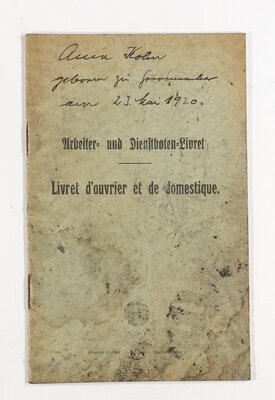 Anna Kohn
geboren zu
am 23 Mai 1920.
Arbeiter- und Dienstboten-Livret
Livret d'ouvrier et de domestique.